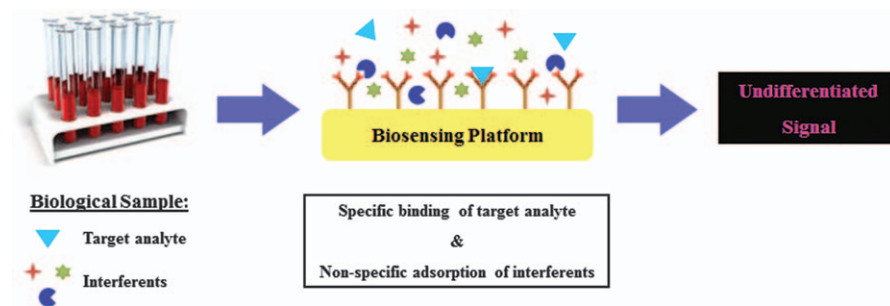 Biosensing Platform
Undifferentiated
Signal
Biological Sample:
Target analyte
Interferents
Specific binding of target analyte
&
Non-specific adsorption of interferents